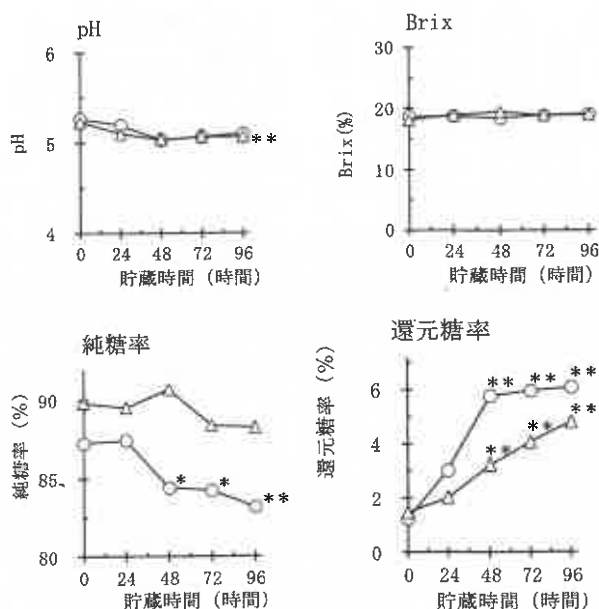 pH
6
5
4
pH
**
0 24 48 72 96
貯蔵時間 (時間)
Brix
30
20
10
0
Brix(%)
0 24 48 72 96
貯蔵時間 (時間)
純糖率
90
85
80
純糖率 (%)
* * **
0 24 48 72 96
貯蔵時間 (時間)
還元糖率
6
4
2
0
還元糖率 (%)
** ** **
** ** **
0 24 48 72 96
貯蔵時間 (時間)